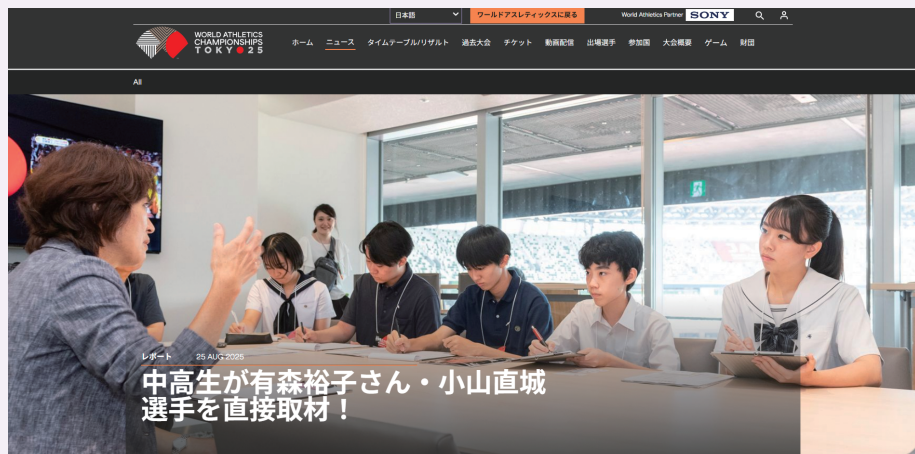 日本語
ワールドアスレティックスに戻る
World Athletics Partner
SONY
WORLD ATHLETICS
CHAMPIONSHIPS
TOKYO25
ホーム
ニュース
タイムテーブル/リザルト
過去大会
チケット
動画配信
出場選手
参加国
大会概要
ゲーム
財団
All
レポート
25 AUG 2025
中高生が有森裕子さん・小山直城
選手を直接取材！